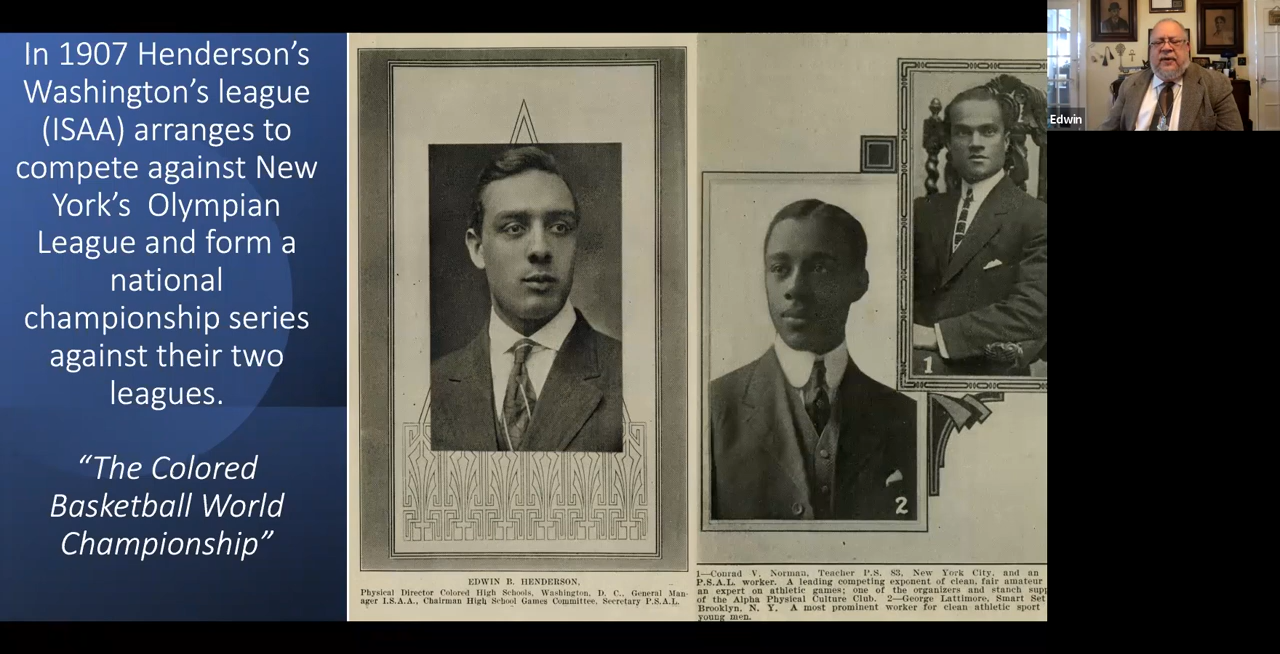 In 1907 Henderson’s
Washington’s league
(ISAA) arranges to
compete against New
York’s Olympian
League and form a
national
championship series
against their two
leagues.
“The Colored
Basketball World
Championship”
EDWIN B. HENDERSON,
Physical Director Colored High Schools, Washington, D. C., General Man-
ager I.S.A.A., Chairman High School Games Committee, Secretary P.S.A.L.
1
2
1—Conrad V. Norman, Teacher P.S. 83, New York City, and an
P.S.A.L. worker. A leading competing exponent of clean, fair amateur
an expert on athletic games; one of the organizers and stanch sup
of the Alpha Physical Culture Club. 2—George Lattimore, Smart Set
Brooklyn, N. Y. A most prominent worker for clean athletic sport
young men.
Edwin